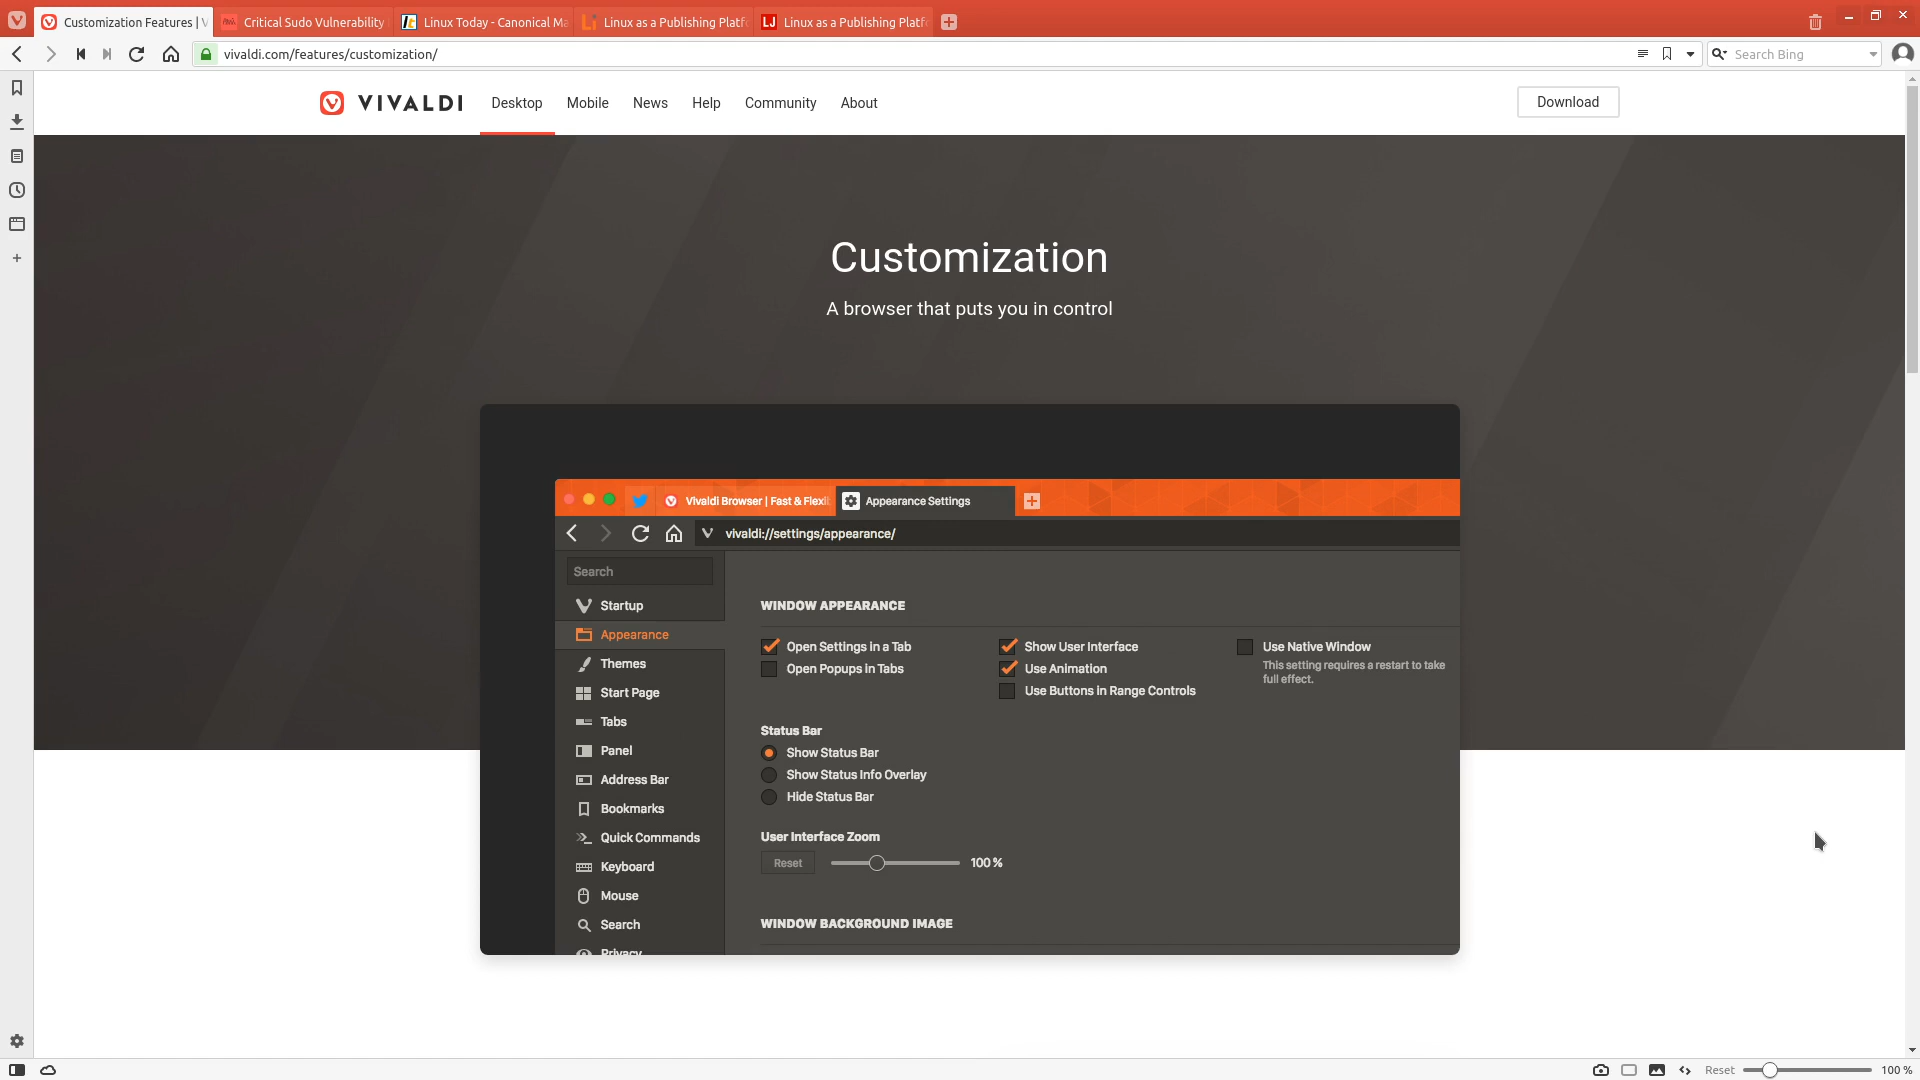 Customization Features | V
Critical Sudo Vulnerability
Linux Today - Canonical Ma
Linux as a Publishing Platf
Linux as a Publishing Platf
vivaldi.com/features/customization/
Search Bing
VIVALDI
Desktop
Mobile
News
Help
Community
About
Download
Customization
A browser that puts you in control
Vivaldi Browser | Fast & Flexi
Appearance Settings
vivaldi://settings/appearance/
Search
Startup
Appearance
Themes
Start Page
Tabs
Panel
Address Bar
Bookmarks
Quick Commands
Keyboard
Mouse
Search
Privacy
WINDOW APPEARANCE
Open Settings in a Tab
Open Popups in Tabs
Show User Interface
Use Animation
Use Buttons in Range Controls
Use Native Window
This setting requires a restart to take
full effect.
Status Bar
Show Status Bar
Show Status Info Overlay
Hide Status Bar
User Interface Zoom
Reset
100 %
WINDOW BACKGROUND IMAGE
Reset
100 %